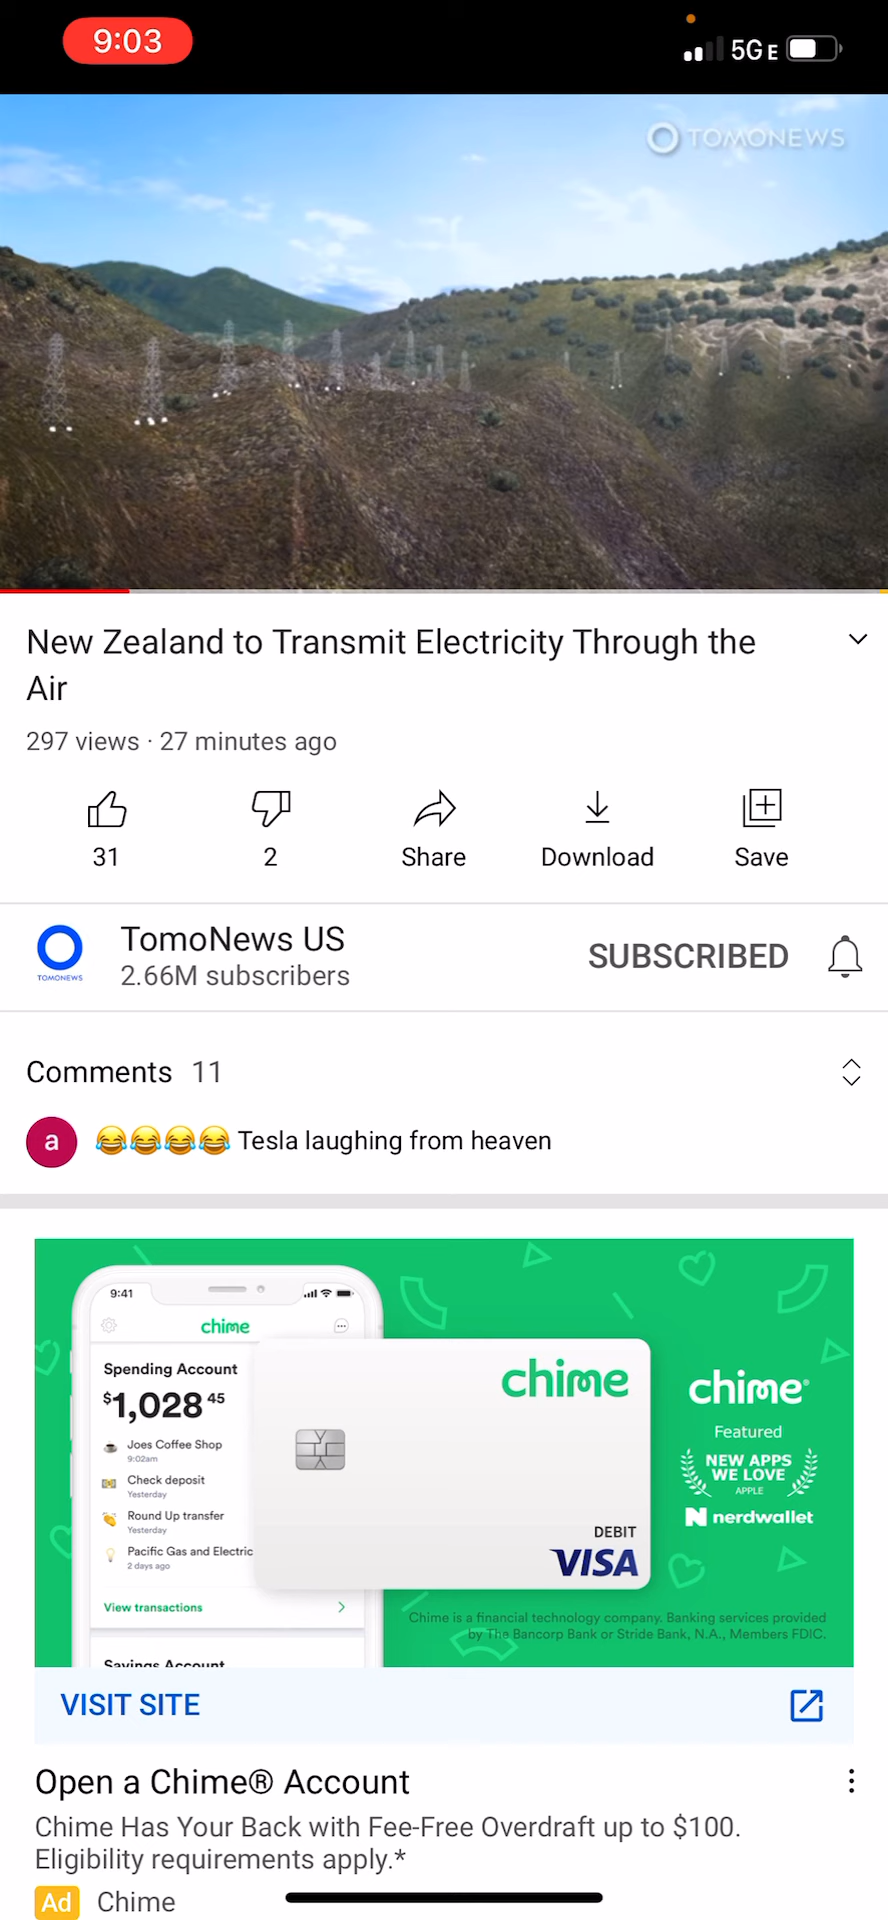 9:03
5GE
TOMONEWS
New Zealand to Transmit Electricity Through the
Air
297 views · 27 minutes ago
31
2
Share
Download
Save
TomoNews US
2.66M subscribers
SUBSCRIBED
TOMONEWS
Comments 11
a
😂😂😂😂 Tesla laughing from heaven
9:41
chime
Spending Account
$1,028 45
Joes Coffee Shop
9:02am
Check deposit
Yesterday
Round Up transfer
Yesterday
Pacific Gas and Electric
2 days ago
View transactions
Savings Account
chime
DEBIT
VISA
chime®
Featured
NEW APPS
WE LOVE
APPLE
nerdwallet
Chime is a financial technology company. Banking services provided
by The Bancorp Bank or Stride Bank, N.A., Members FDIC.
VISIT SITE
Open a Chime® Account
Chime Has Your Back with Fee-Free Overdraft up to $100.
Eligibility requirements apply.*
Ad Chime